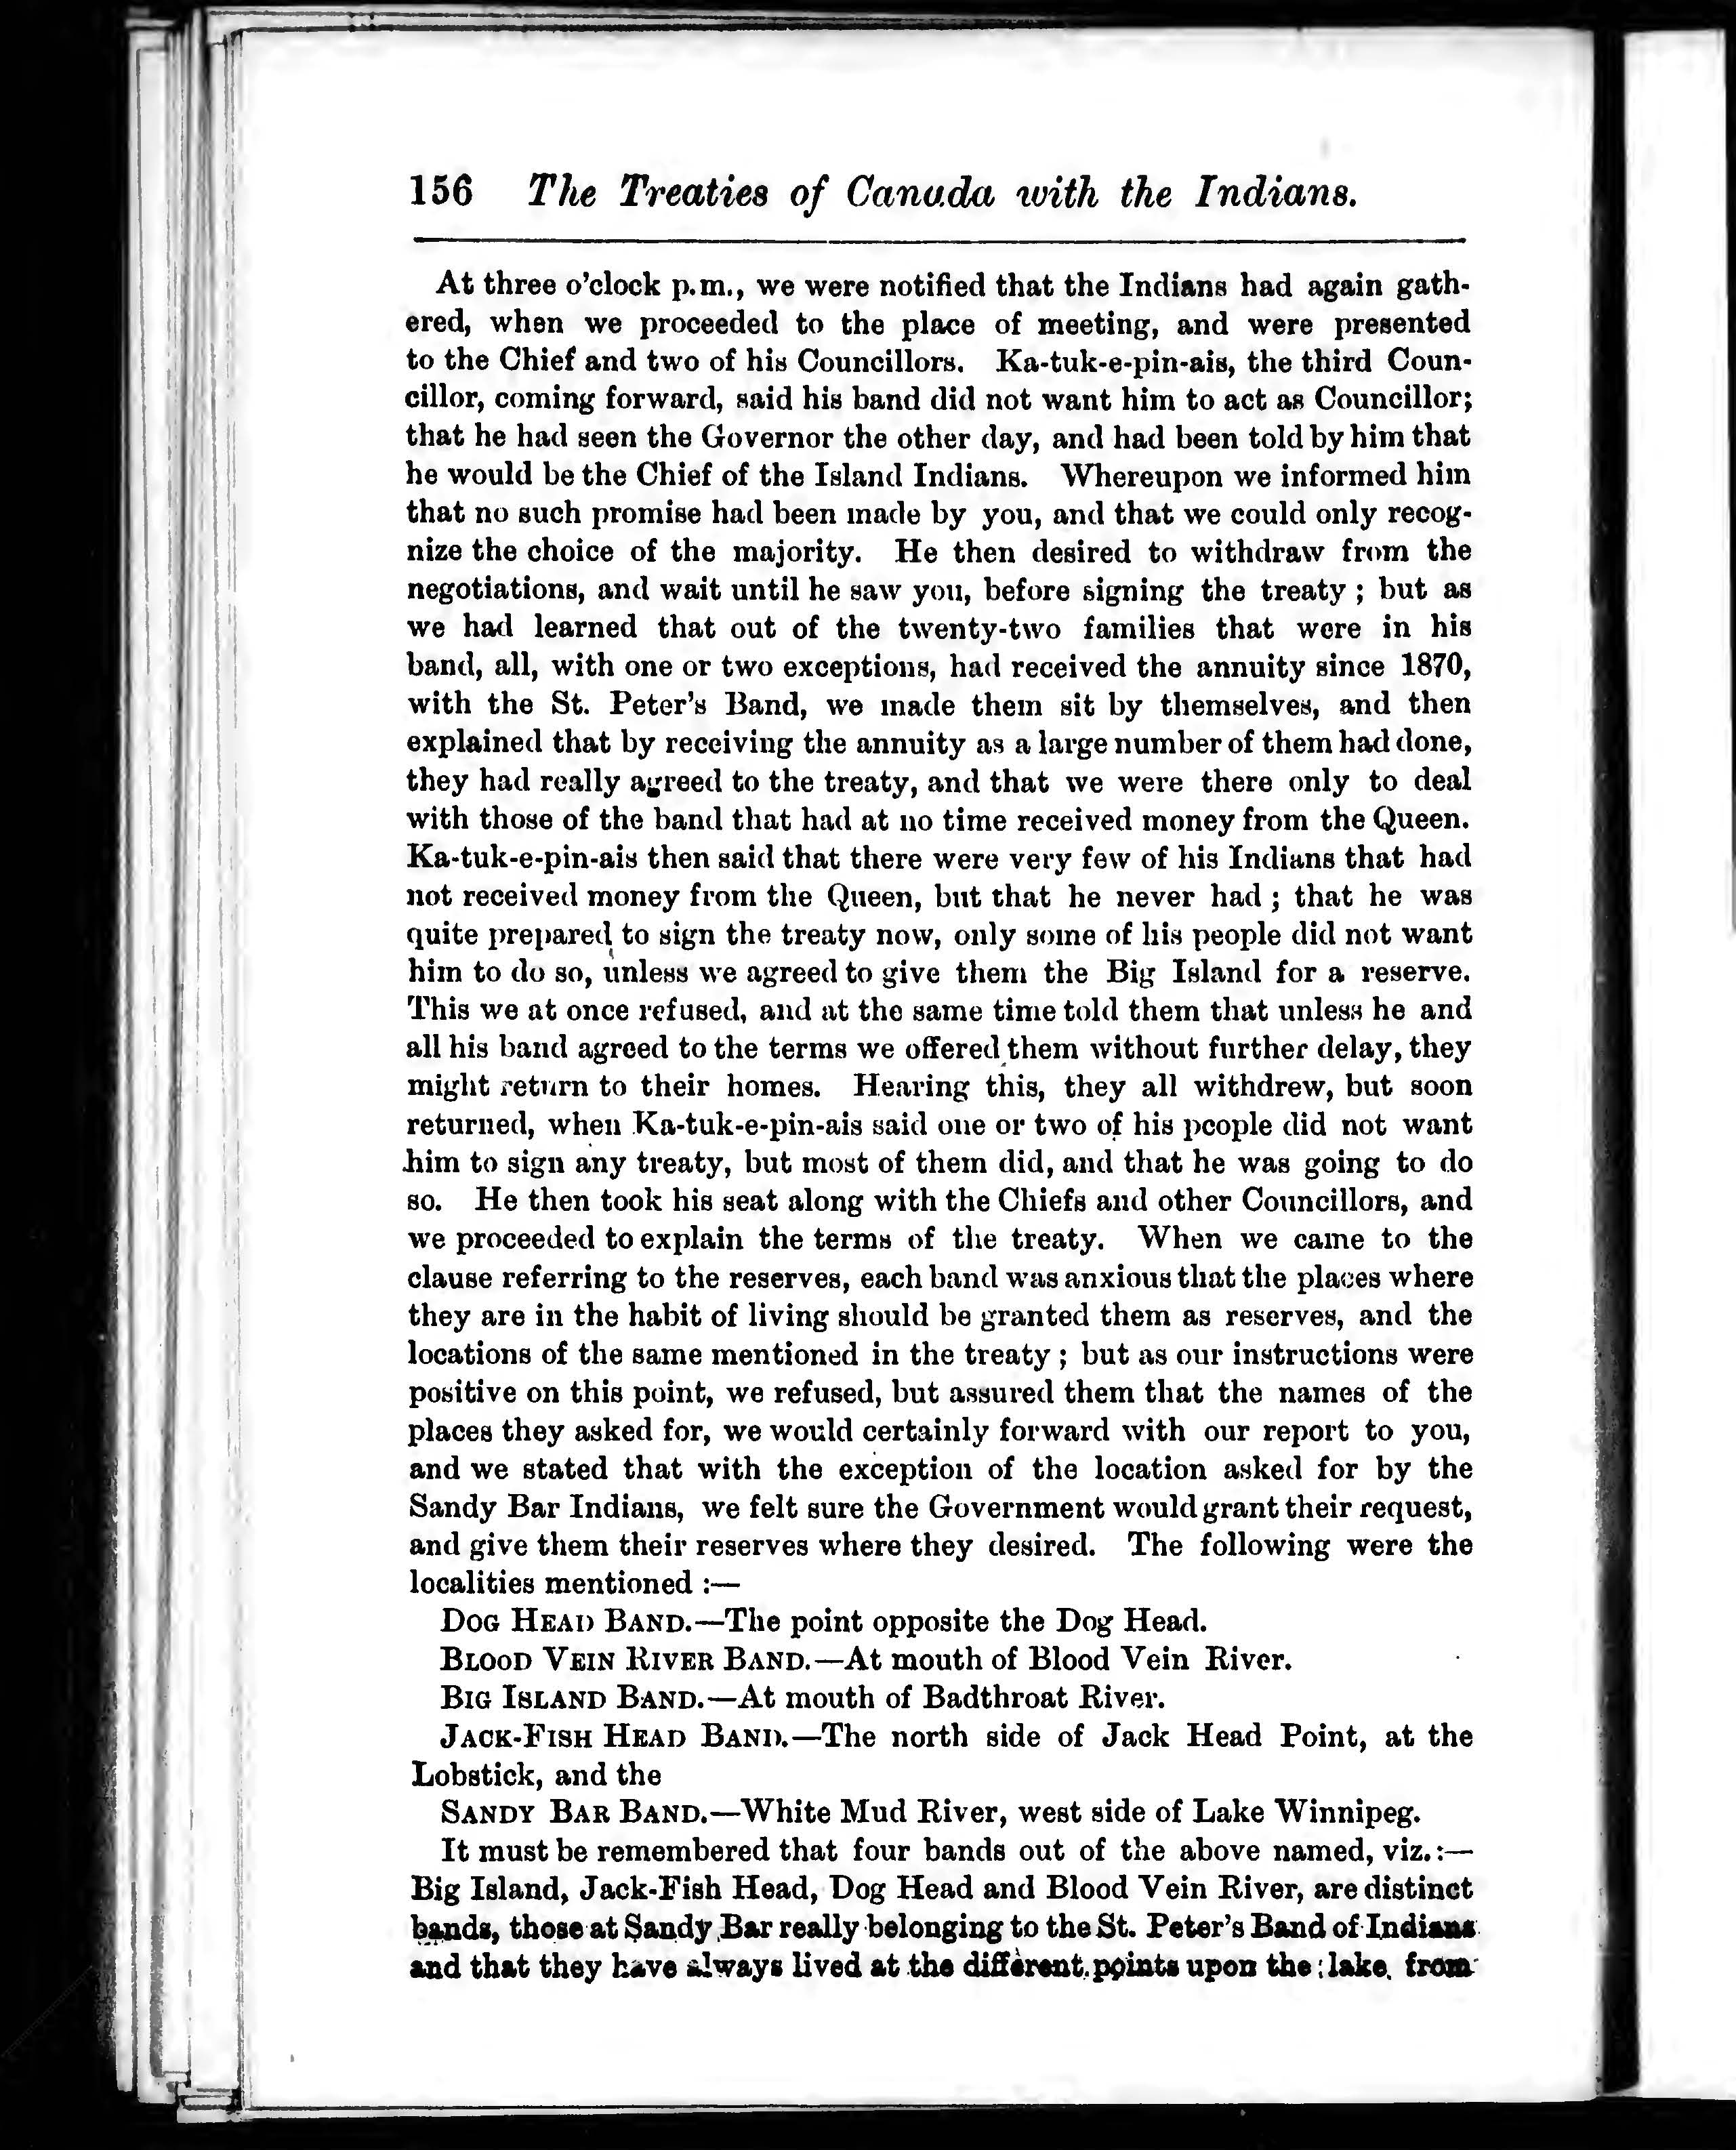 156 The Treaties of Canada with the Indians.
At three o'clock p.m., we were notified that the Indians had again gath-
ered, when we proceeded to the place of meeting, and were presented
to the Chief and two of his Councillors. Ka-tuk-e-pin-ais, the third Coun-
cillor, coming forward, said his band did not want him to act as Councillor;
that he had seen the Governor the other day, and had been told by him that
he would be the Chief of the Island Indians. Whereupon we informed him
that no such promise had been made by you, and that we could only recog-
nize the choice of the majority. He then desired to withdraw from the
negotiations, and wait until he saw you, before signing the treaty ; but as
we had learned that out of the twenty-two families that were in his
band, all, with one or two exceptions, had received the annuity since 1870,
with the St. Peter's Band, we made them sit by themselves, and then
explained that by receiving the annuity as a large number of them had done,
they had really agreed to the treaty, and that we were there only to deal
with those of the band that had at no time received money from the Queen.
Ka-tuk-e-pin-ais then said that there were very few of his Indians that had
not received money from the Queen, but that he never had ; that he was
quite prepared to sign the treaty now, only some of his people did not want
him to do so, unless we agreed to give them the Big Island for a reserve.
This we at once refused, and at the same time told them that unless he and
all his band agreed to the terms we offered them without further delay, they
might return to their homes. Hearing this, they all withdrew, but soon
returned, when Ka-tuk-e-pin-ais said one or two of his people did not want
him to sign any treaty, but most of them did, and that he was going to do
so. He then took his seat along with the Chiefs and other Councillors, and
we proceeded to explain the terms of the treaty. When we came to the
clause referring to the reserves, each band was anxious that the places where
they are in the habit of living should be granted them as reserves, and the
locations of the same mentioned in the treaty ; but as our instructions were
positive on this point, we refused, but assured them that the names of the
places they asked for, we would certainly forward with our report to you,
and we stated that with the exception of the location asked for by the
Sandy Bar Indians, we felt sure the Government would grant their request,
and give them their reserves where they desired. The following were the
localities mentioned :—
DOG HEAD BAND.—The point opposite the Dog Head.
BLOOD VEIN RIVER BAND.—At mouth of Blood Vein River.
BIG ISLAND BAND.—At mouth of Badthroat River.
JACK-FISH HEAD BAND.—The north side of Jack Head Point, at the
Lobstick, and the
SANDY BAR BAND.—White Mud River, west side of Lake Winnipeg.
It must be remembered that four bands out of the above named, viz.:—
Big Island, Jack-Fish Head, Dog Head and Blood Vein River, are distinct
bands, those at Sandy Bar really belonging to the St. Peter's Band of Indians
and that they have always lived at the different points upon the lake from